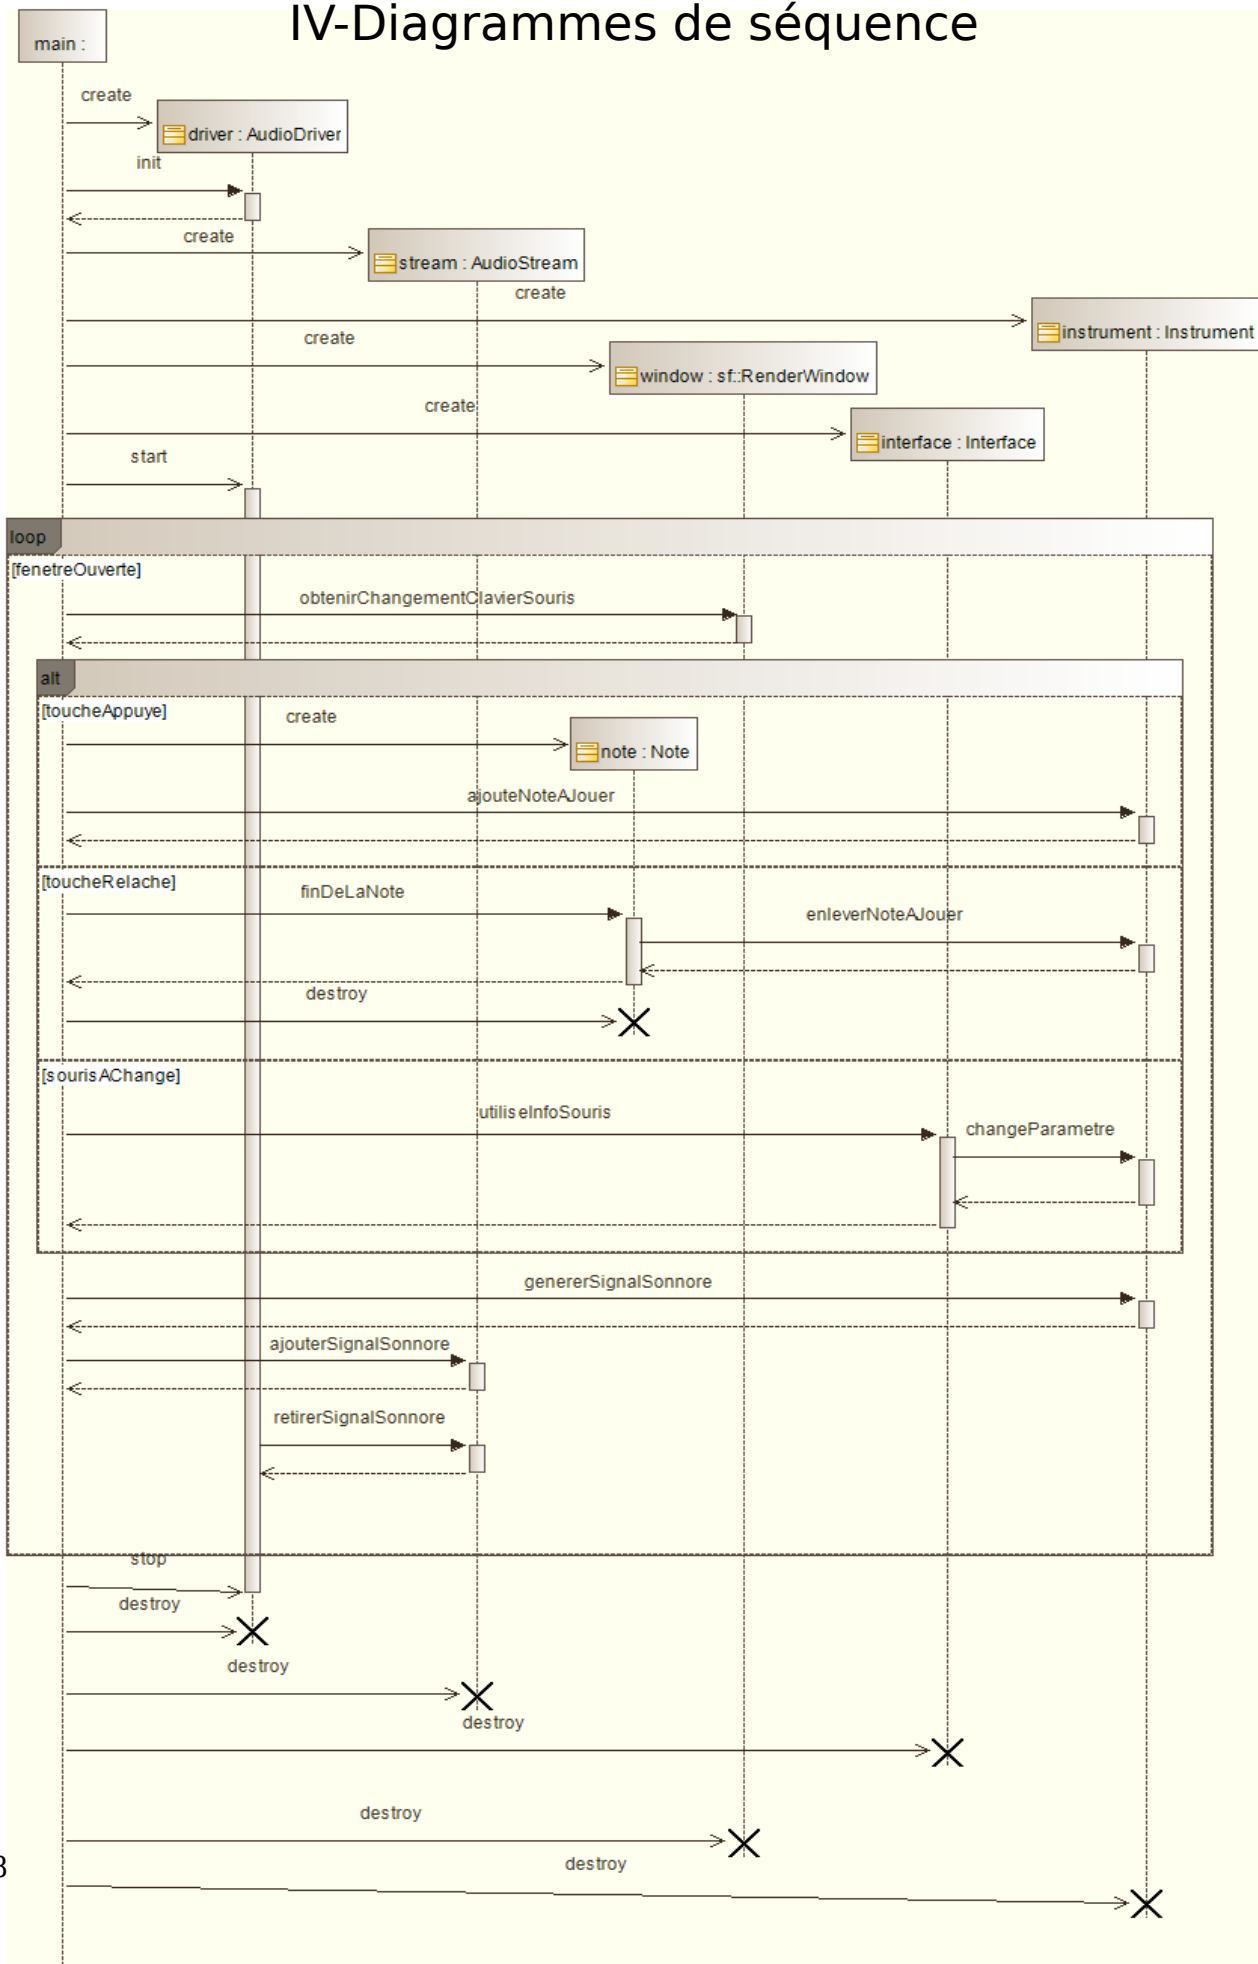 IV-Diagrammes de séquence
main :
create
driver : AudioDriver
init
create
stream : AudioStream
create
instrument : Instrument
create
window : sf::RenderWindow
create
interface : Interface
start
loop
[fenetreOuverte]
obtenirChangementClavierSouris
alt
[toucheAppuye]
create
note : Note
ajouteNoteAJouer
[toucheRelache]
finDeLaNote
enleverNoteAJouer
destroy
[sourisAChange]
utiliseInfoSouris
changeParametre
genererSignalSonnore
ajouterSignalSonnore
retirerSignalSonnore
stop
destroy
destroy
destroy
destroy
destroy